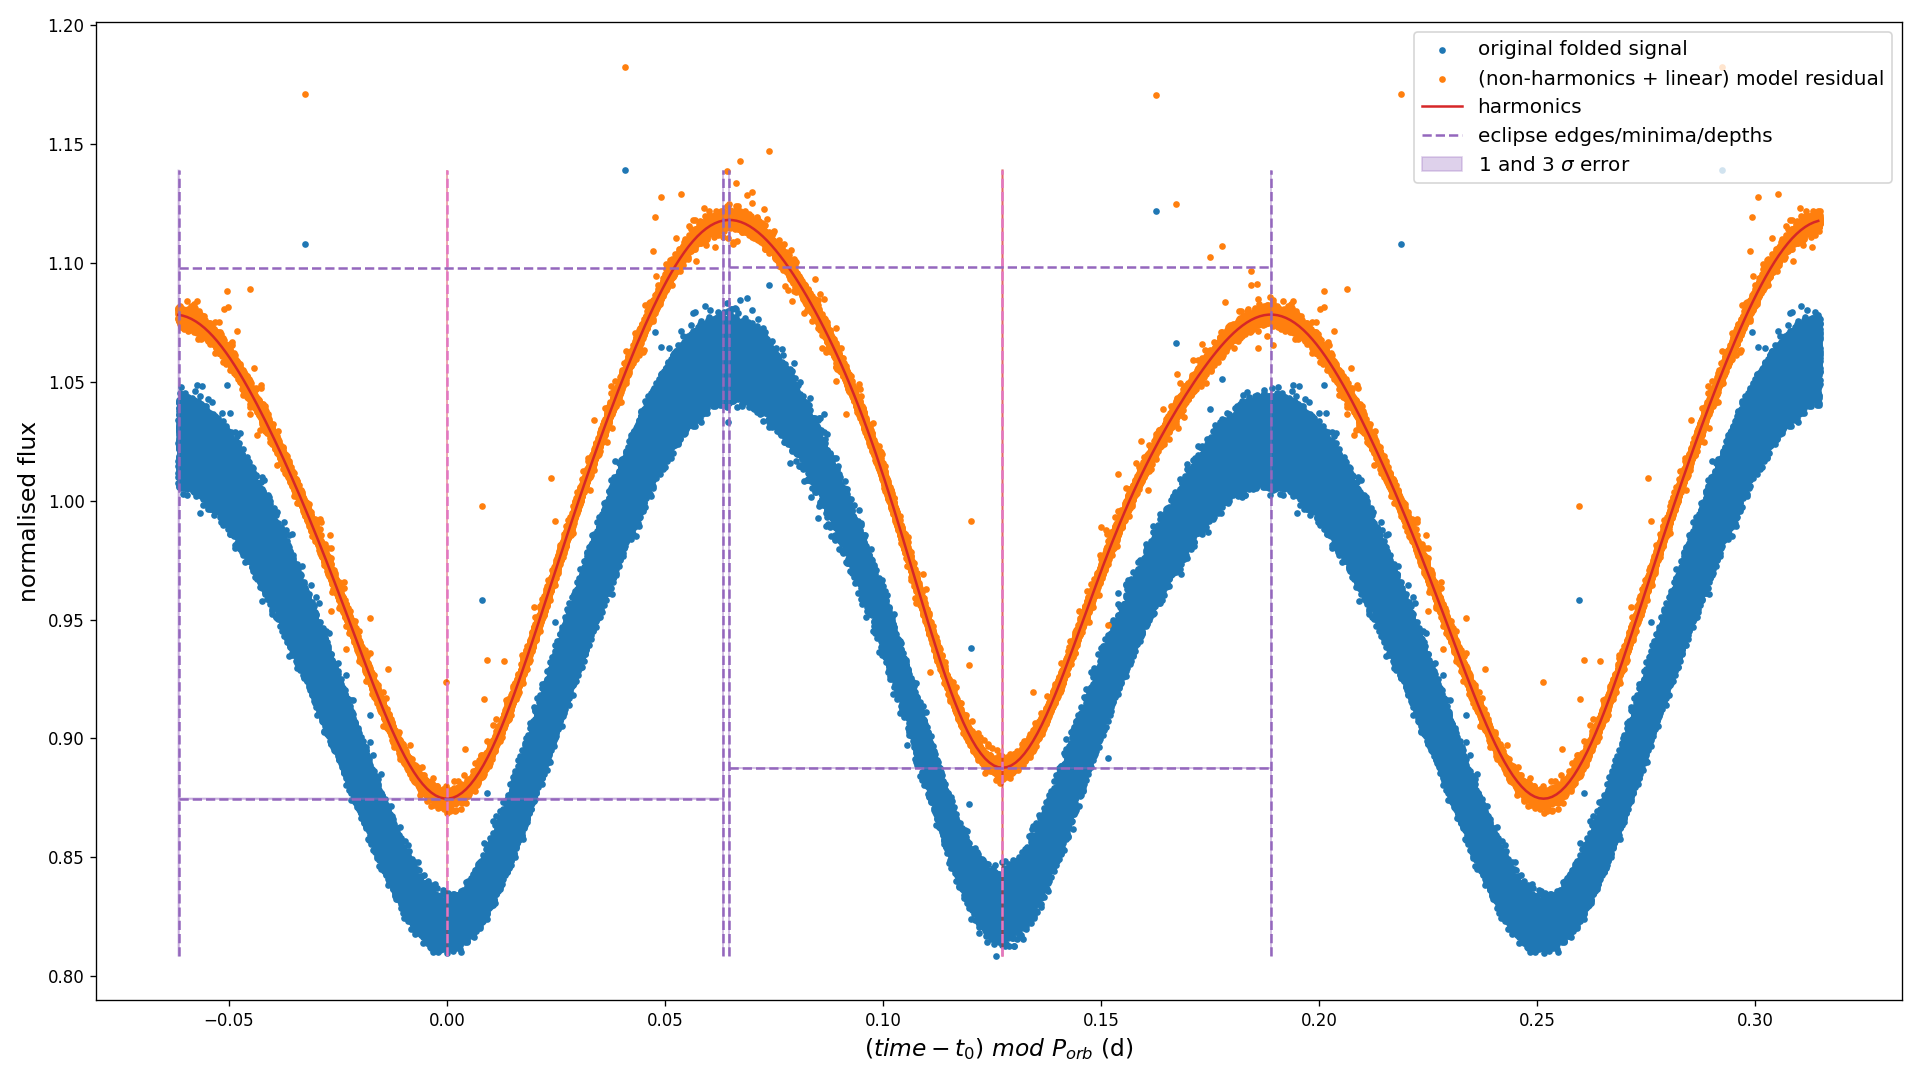 normalised flux
1.20
1.15
1.10
1.05
1.00
0.95
0.90
0.85
0.80
original folded signal
(non-harmonics + linear) model residual
harmonics
eclipse edges/minima/depths
1 and 3 σ error
−0.05
0.00
0.05
0.10
0.15
0.20
0.25
0.30
(time − t₀) mod Pₒᵣb (d)